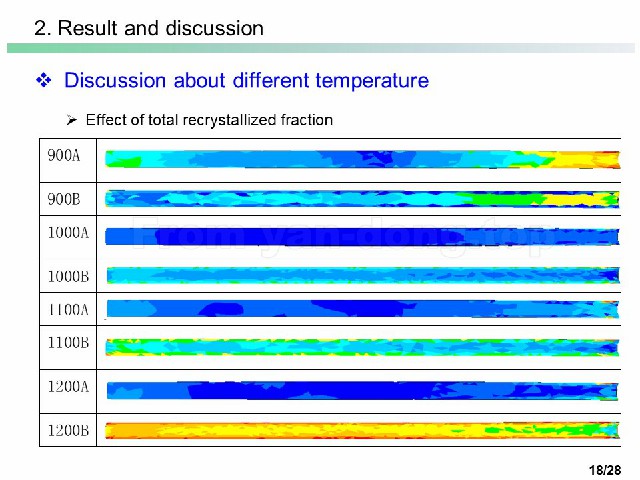 2. Result and discussion
Discussion about different temperature
Effect of total recrystallized fraction
900A
900B
1000A
From yan-dong.top
1000B
1100A
1100B
1200A
1200B
18/28